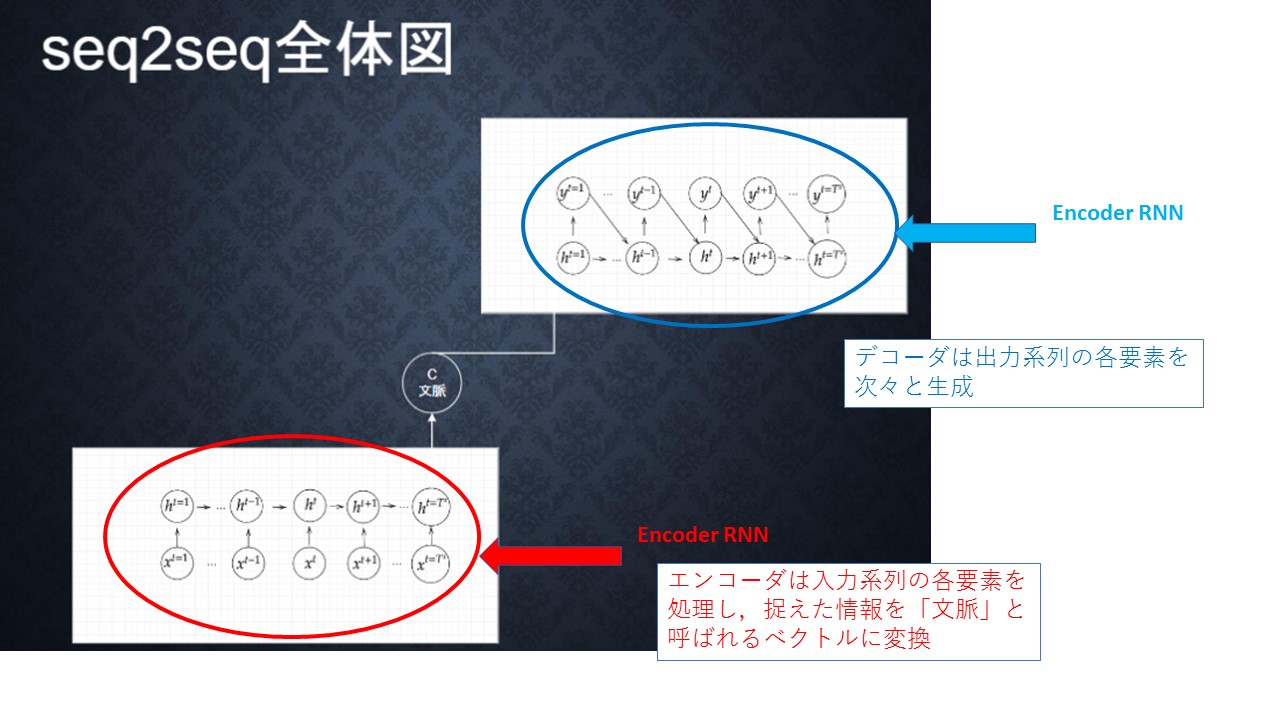 seq2seq全体図
y^{t=1} ... y^{t-1} y^t y^{t+1} ... y^{t=T^y}
h^{t=1} ... h^{t-1} h^t h^{t+1} ... h^{t=T^y}
Encoder RNN
デコーダは出力系列の各要素を
次々と生成
C
文脈
h^{t=1} ... h^{t-1} h^t h^{t+1} ... h^{t=T^x}
x^{t=1} ... x^{t-1} x^t x^{t+1} ... x^{t=T^x}
Encoder RNN
エンコーダは入力系列の各要素を
処理し，捉えた情報を「文脈」と
呼ばれるベクトルに変換